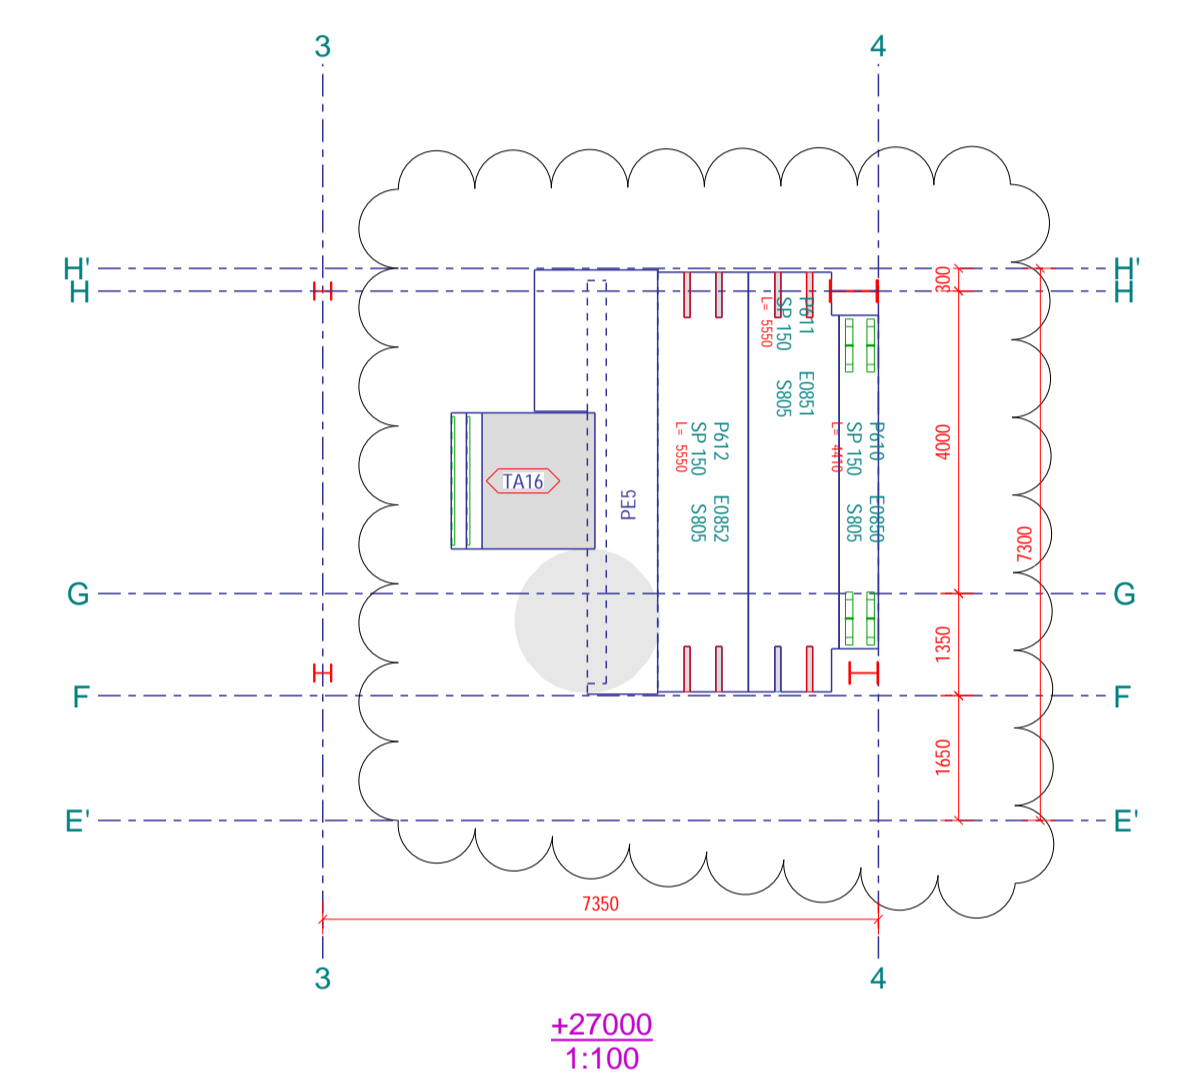 3
4
H'
H'
H
H
300
P611 E0851
SP 150 S805
L= 5550
P612 E0852
SP 150 S805
L= 5550
P610 E0850
SP 150 S805
L= 4410
4000
TA16
PE5
7300
G
G
1350
F
F
1650
E'
E'
7350
3
4
+27000
1:100